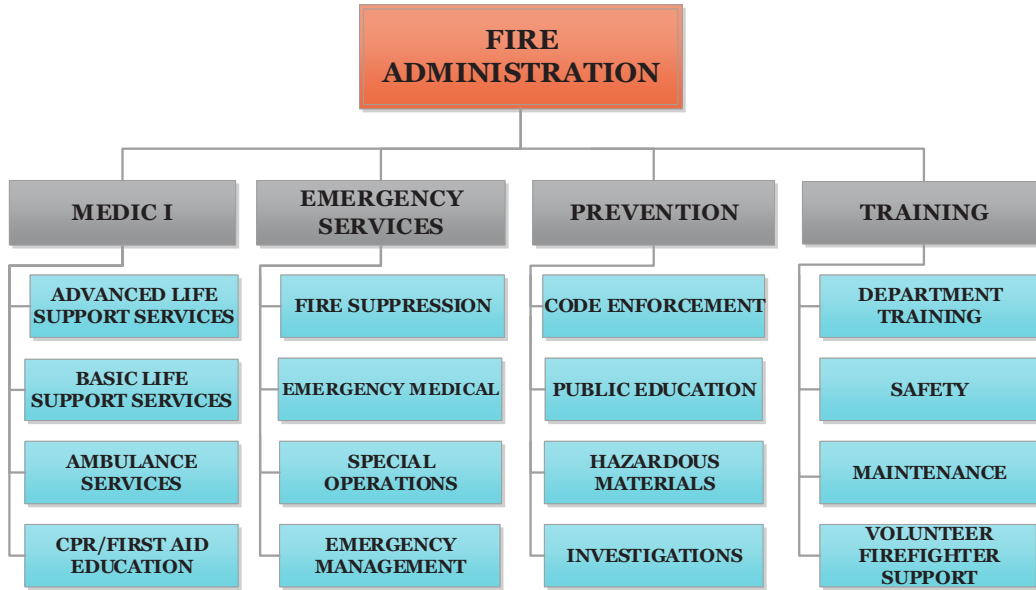 FIRE
ADMINISTRATION
MEDIC I
EMERGENCY
SERVICES
PREVENTION
TRAINING
ADVANCED LIFE
SUPPORT SERVICES
BASIC LIFE
SUPPORT SERVICES
AMBULANCE
SERVICES
CPR/FIRST AID
EDUCATION
FIRE SUPPRESSION
EMERGENCY MEDICAL
SPECIAL
OPERATIONS
EMERGENCY
MANAGEMENT
CODE ENFORCEMENT
PUBLIC EDUCATION
HAZARDOUS
MATERIALS
INVESTIGATIONS
DEPARTMENT
TRAINING
SAFETY
MAINTENANCE
VOLUNTEER
FIREFIGHTER
SUPPORT